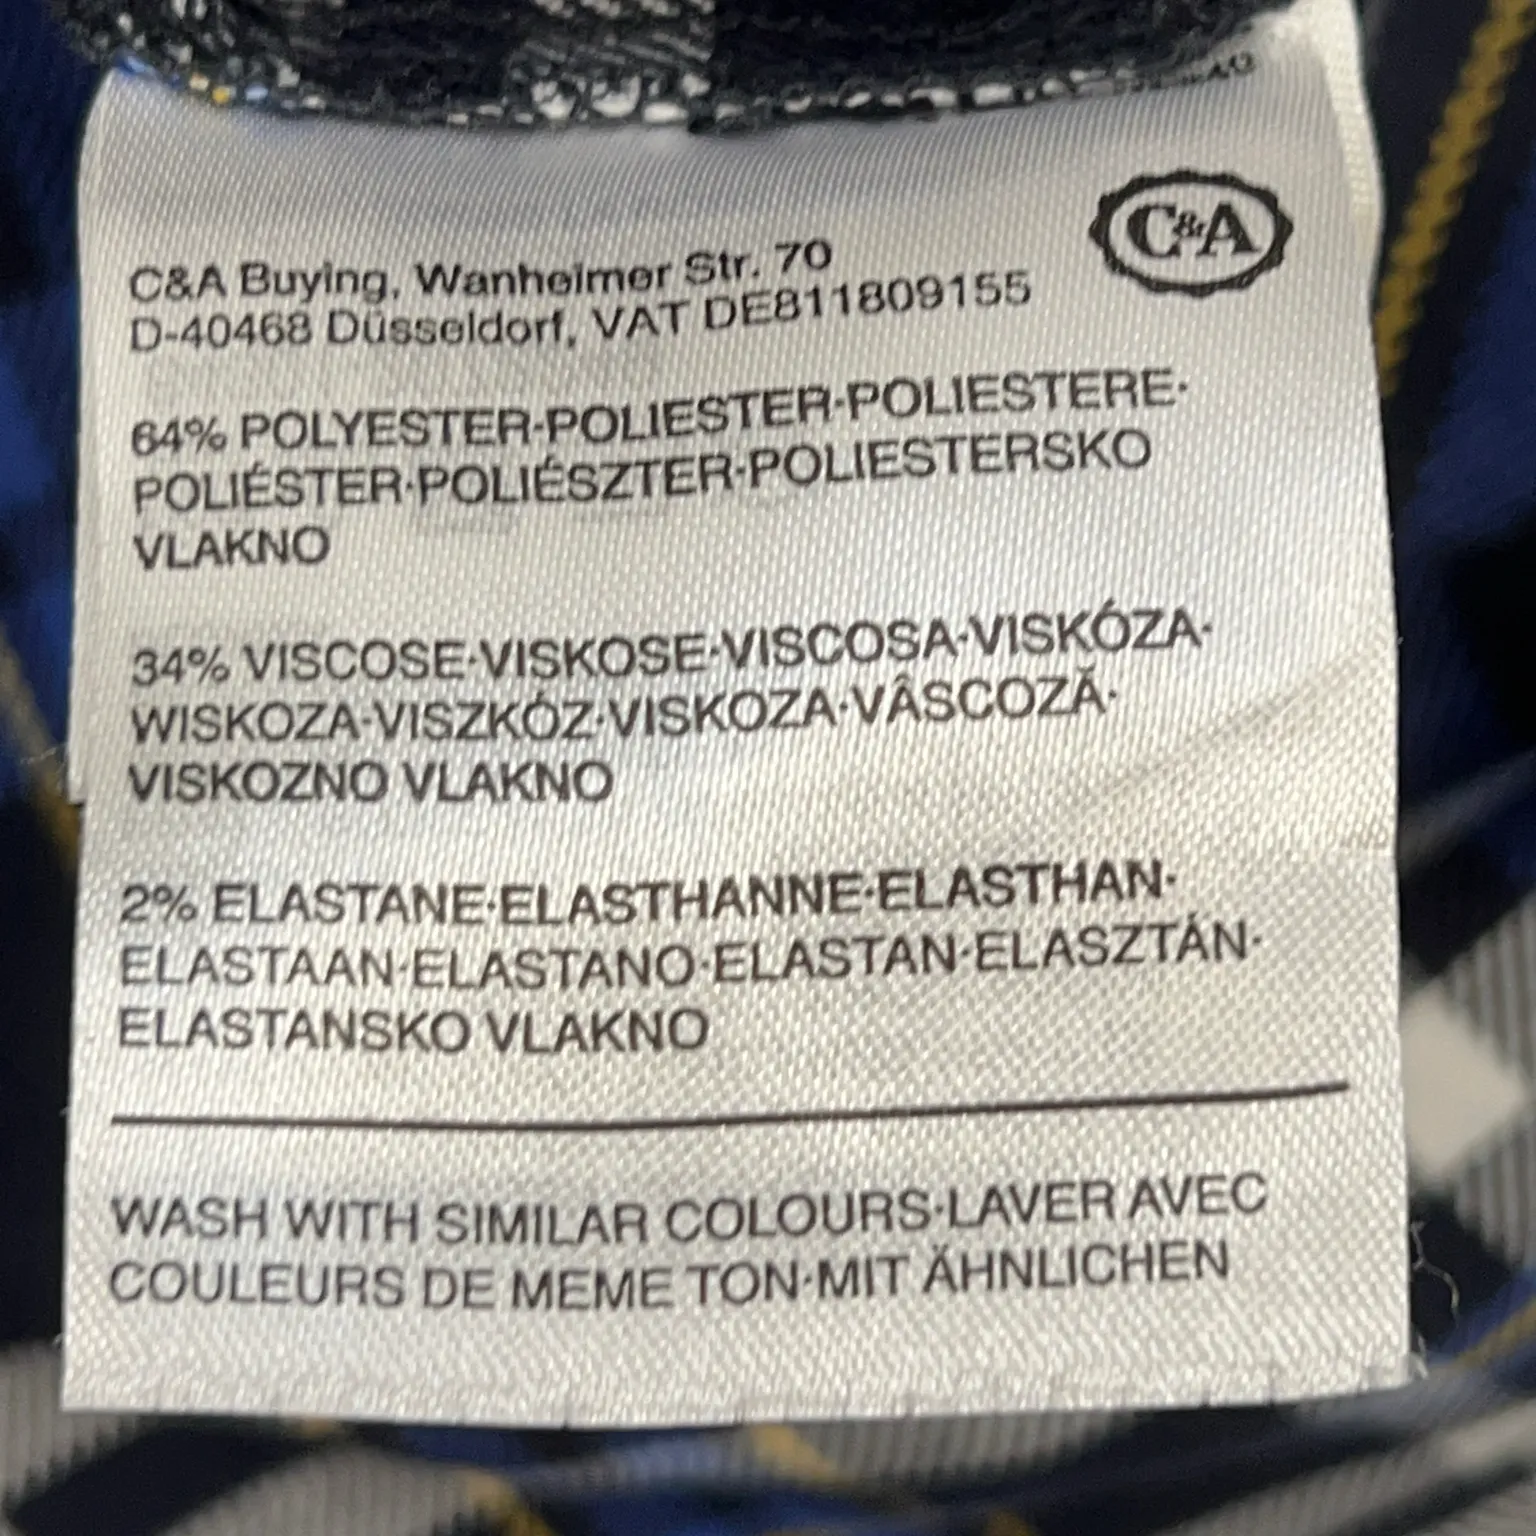 C&A
C&A Buying, Wanheimer Str. 70
D-40468 Düsseldorf, VAT DE811809155
64% POLYESTER·POLIESTER·POLIESTERE·
POLIÉSTER·POLIÉSZTER·POLIESTERSKO
VLAKNO
34% VISCOSE·VISKOSE·VISCOSA·VISKÓZA·
WISKOZA·VISZKÓZ·VISKOZA·VÂSCOZĂ·
VISKOZNO VLAKNO
2% ELASTANE·ELASTHANNE·ELASTHAN·
ELASTAAN·ELASTANO·ELASTAN·ELASZTÁN·
ELASTANSKO VLAKNO
WASH WITH SIMILAR COLOURS·LAVER AVEC
COULEURS DE MEME TON·MIT ÄHNLICHEN